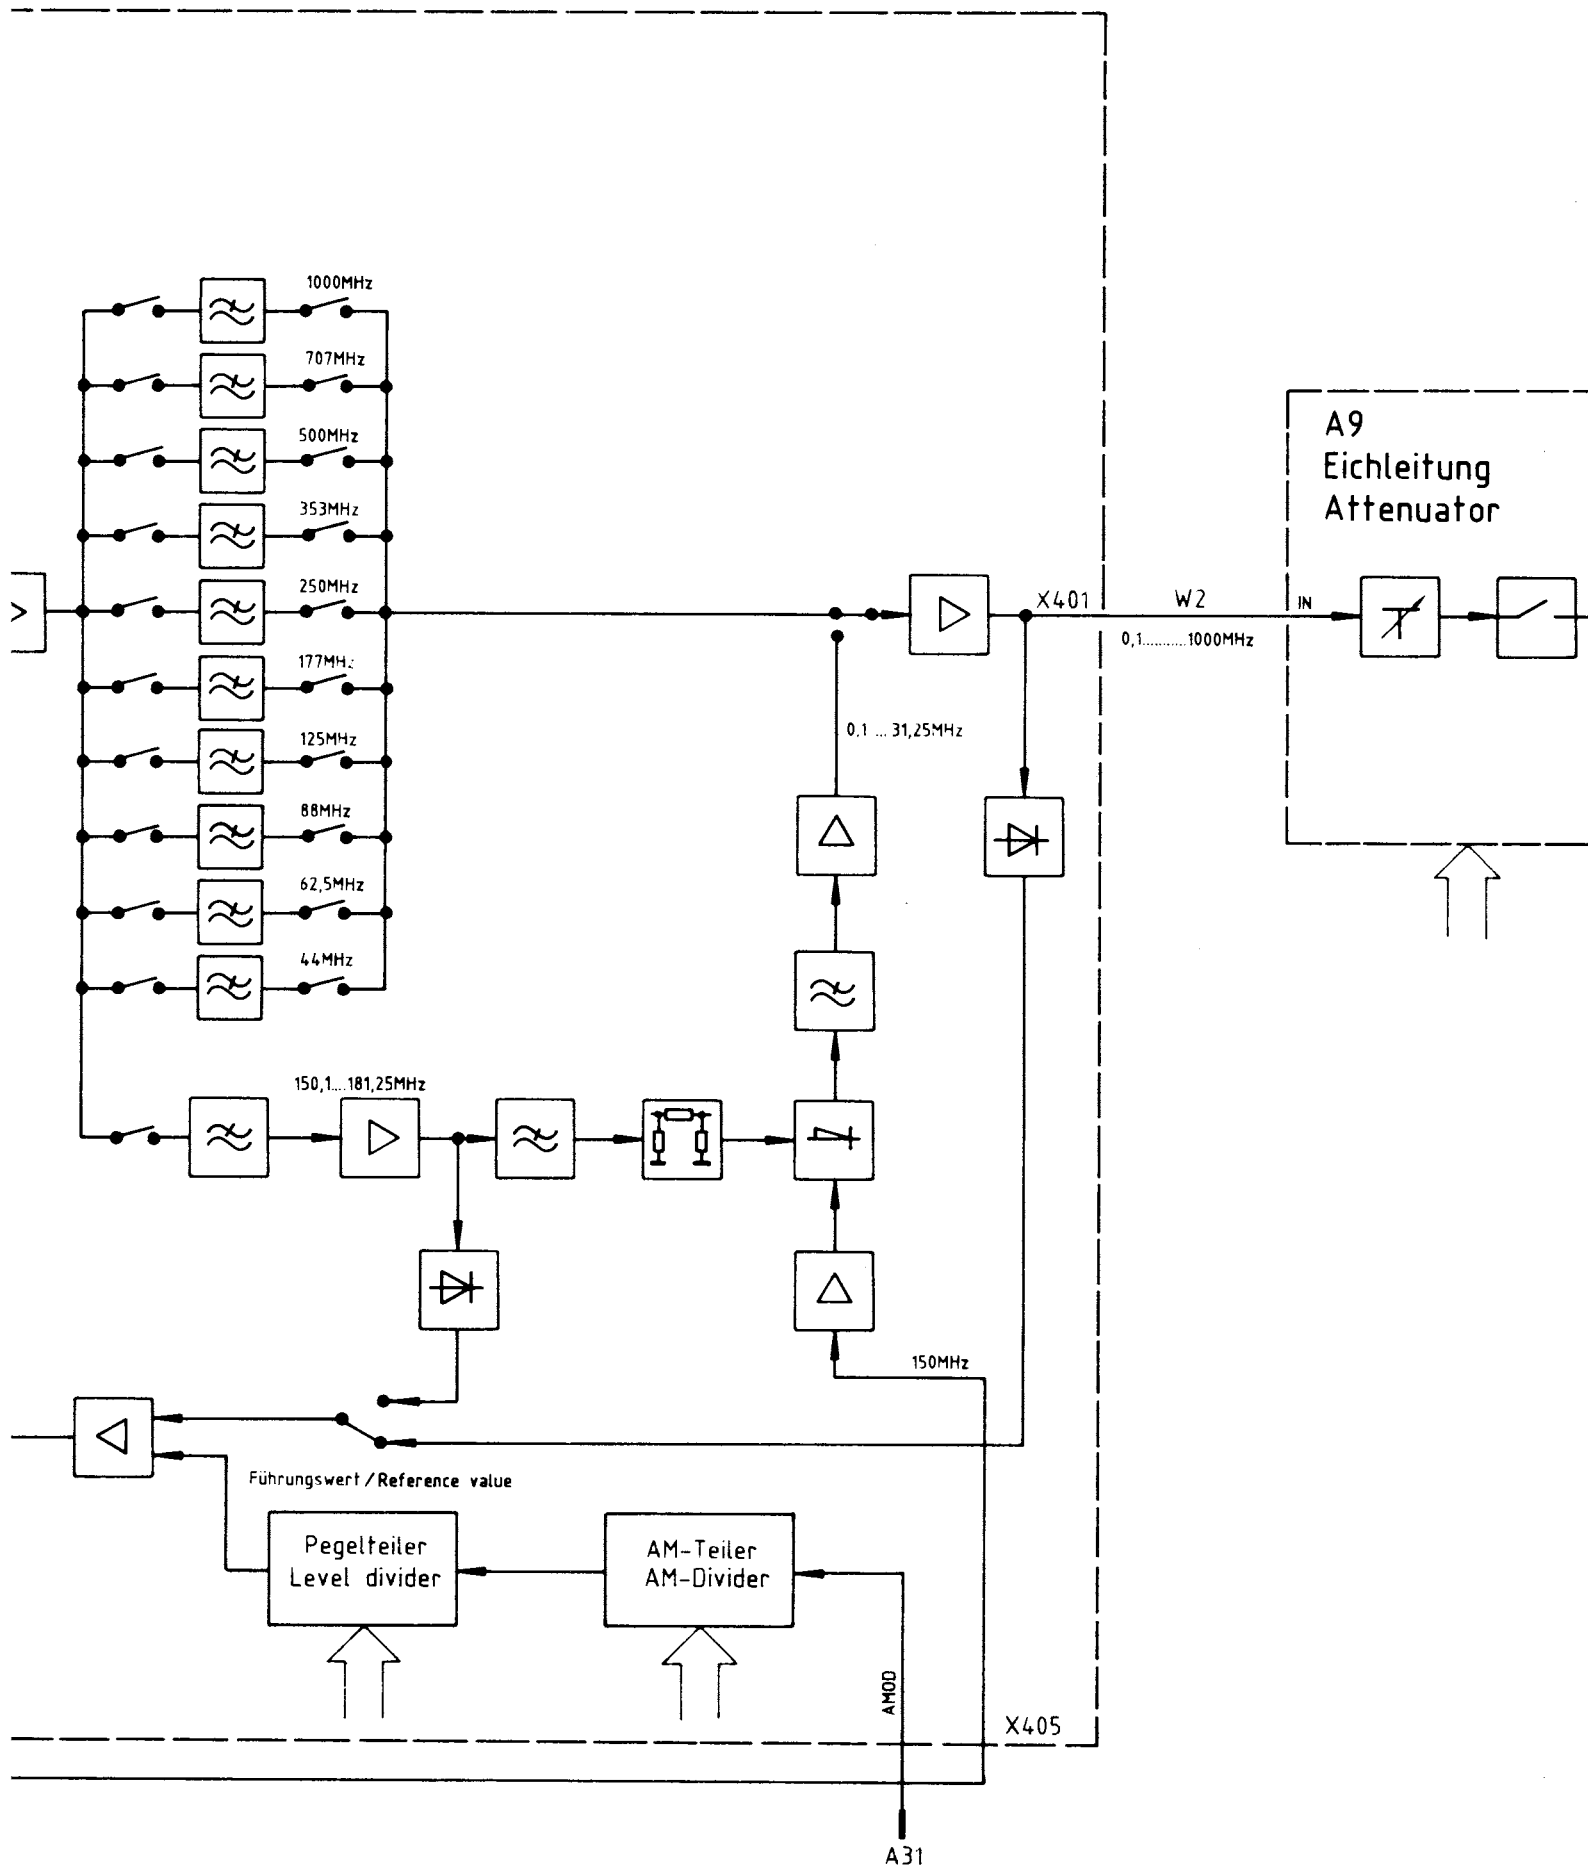 1000MHz
707MHz
500MHz
353MHz
250MHz
177MHz
125MHz
88MHz
62,5MHz
44MHz
A9
Eichleitung
Attenuator
X401
W2
IN
0,1..........1000MHz
0,1 ... 31,25MHz
150,1....181,25MHz
150MHz
Führungswert / Reference value
Pegelteiler
Level divider
AM-Teiler
AM-Divider
AMOD
X405
A31